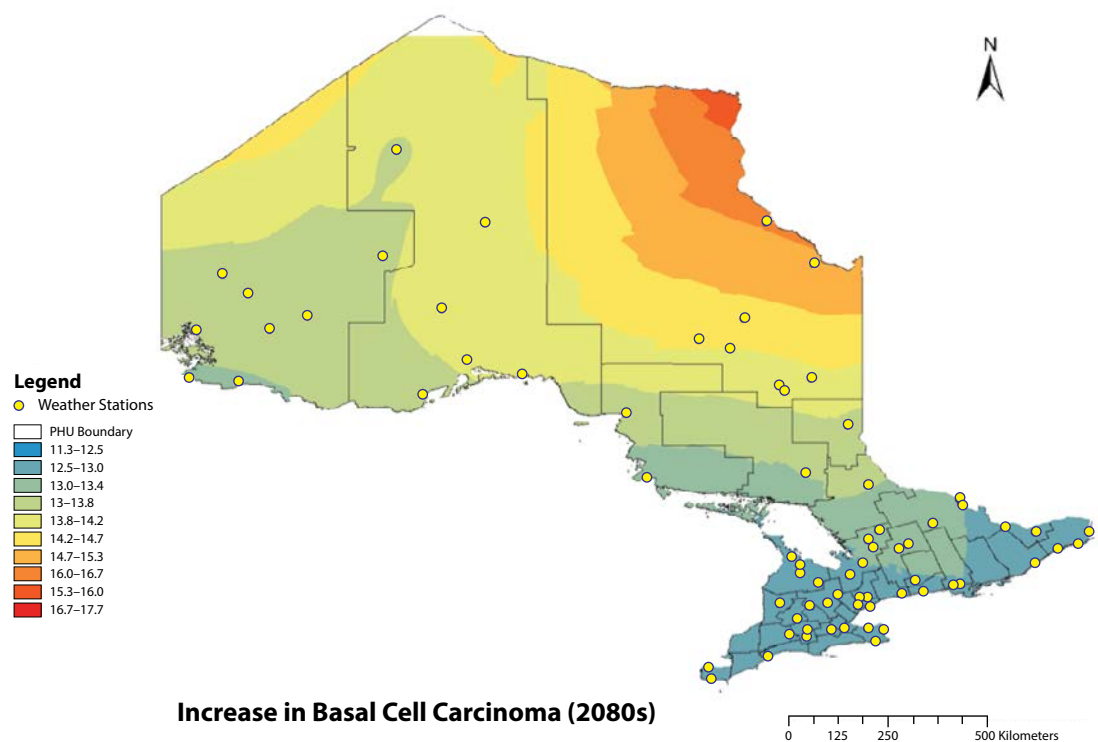 N
Legend
Weather Stations
PHU Boundary
11.3–12.5
12.5–13.0
13.0–13.4
13–13.8
13.8–14.2
14.2–14.7
14.7–15.3
16.0–16.7
15.3–16.0
16.7–17.7
Increase in Basal Cell Carcinoma (2080s)
0 125 250 500 Kilometers